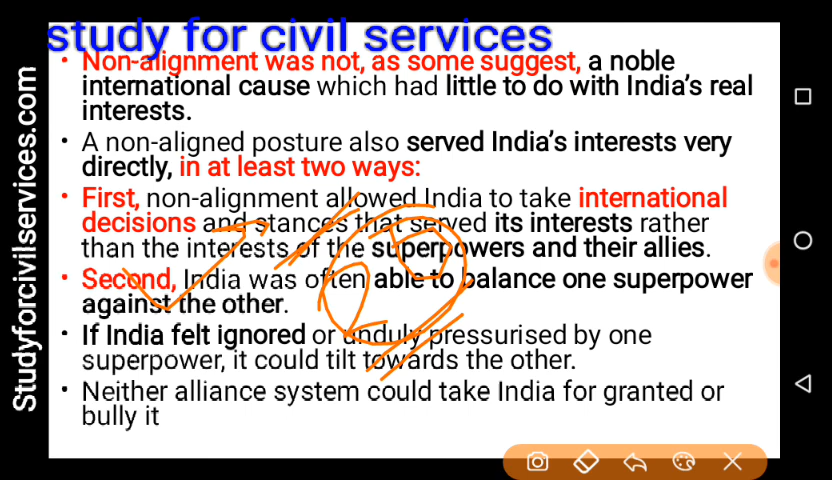 study for civil services
Studyforcivilservices.com
• Non-alignment was not, as some suggest, a noble
international cause which had little to do with India's real
interests.
• A non-aligned posture also served India's interests very
directly, in at least two ways:
• First, non-alignment allowed India to take international
decisions and stances that served its interests rather
than the interests of the superpowers and their allies.
• Second, India was often able to balance one superpower
against the other.
• If India felt ignored or unduly pressurised by one
superpower, it could tilt towards the other.
• Neither alliance system could take India for granted or
bully it